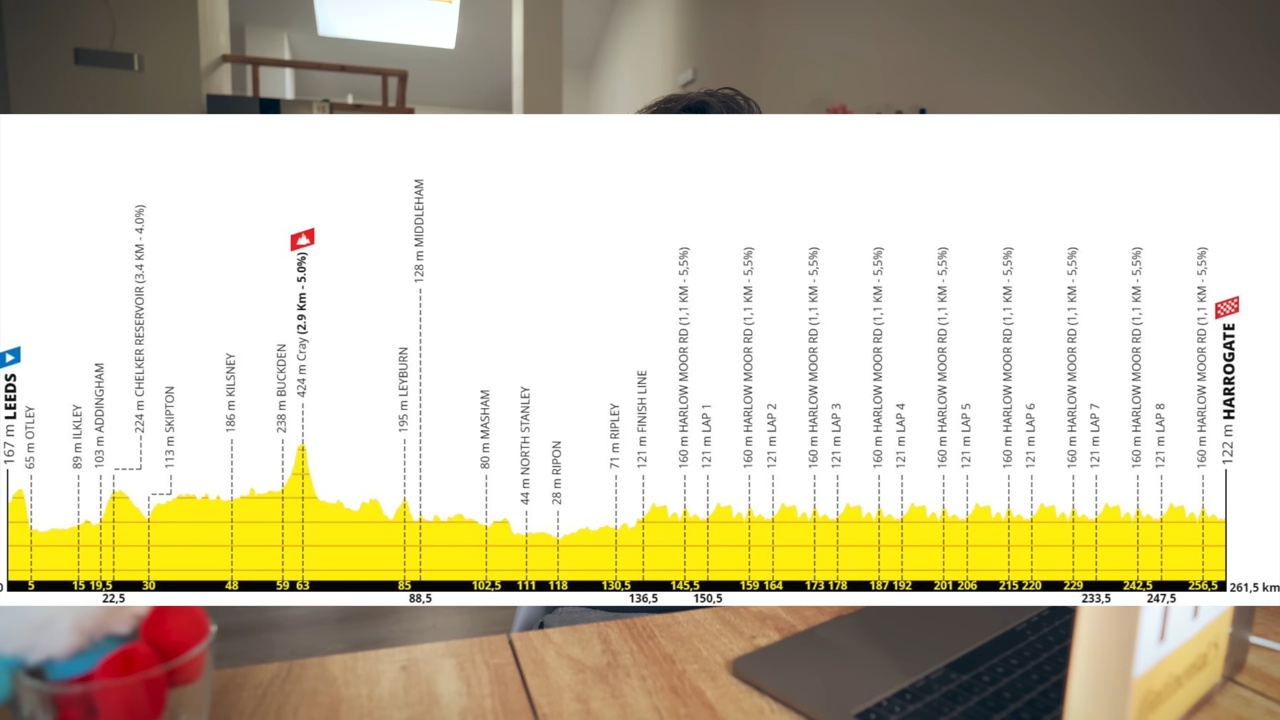 167 m LEEDS
65 m OTLEY
89 m ILKLEY
103 m ADDINGHAM
224 m CHELKER RESERVOIR (3.4 KM - 4.0%)
113 m SKIPTON
186 m KILSNEY
238 m BUCKDEN
424 m Cray (2.9 Km - 5.0%)
195 m LEYBURN
128 m MIDDLEHAM
80 m MASHAM
44 m NORTH STANLEY
28 m RIPON
71 m RIPLEY
121 m FINISH LINE
160 m HARLOW MOOR RD (1,1 KM - 5,5%)
121 m LAP 1
160 m HARLOW MOOR RD (1,1 KM - 5,5%)
121 m LAP 2
160 m HARLOW MOOR RD (1,1 KM - 5,5%)
121 m LAP 3
160 m HARLOW MOOR RD (1,1 KM - 5,5%)
121 m LAP 4
160 m HARLOW MOOR RD (1,1 KM - 5,5%)
121 m LAP 5
160 m HARLOW MOOR RD (1,1 KM - 5,5%)
121 m LAP 6
160 m HARLOW MOOR RD (1,1 KM - 5,5%)
121 m LAP 7
160 m HARLOW MOOR RD (1,1 KM - 5,5%)
121 m LAP 8
160 m HARLOW MOOR RD (1,1 KM - 5,5%)
122 m HARROGATE
0 5 15 19,5 30 48 59 63 85 102,5 111 118 130,5 145,5 159 164 173 178 187 192 201 206 215 220 229 242,5 256,5 261,5 km
22,5 88,5 136,5 150,5 233,5 247,5